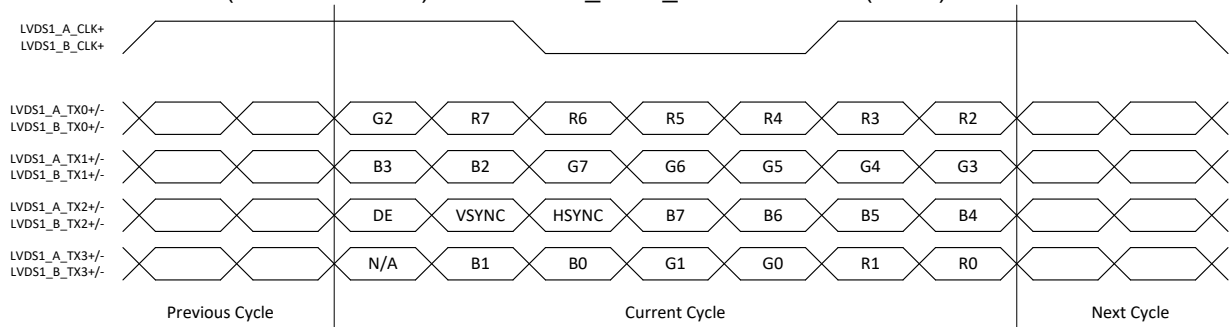 LVDS1_A_CLK+
LVDS1_B_CLK+
LVDS1_A_TX0+/-
LVDS1_B_TX0+/-
G2 R7 R6 R5 R4 R3 R2
LVDS1_A_TX1+/-
LVDS1_B_TX1+/-
B3 B2 G7 G6 G5 G4 G3
LVDS1_A_TX2+/-
LVDS1_B_TX2+/-
DE VSYNC HSYNC B7 B6 B5 B4
LVDS1_A_TX3+/-
LVDS1_B_TX3+/-
N/A B1 B0 G1 G0 R1 R0
Previous Cycle Current Cycle Next Cycle